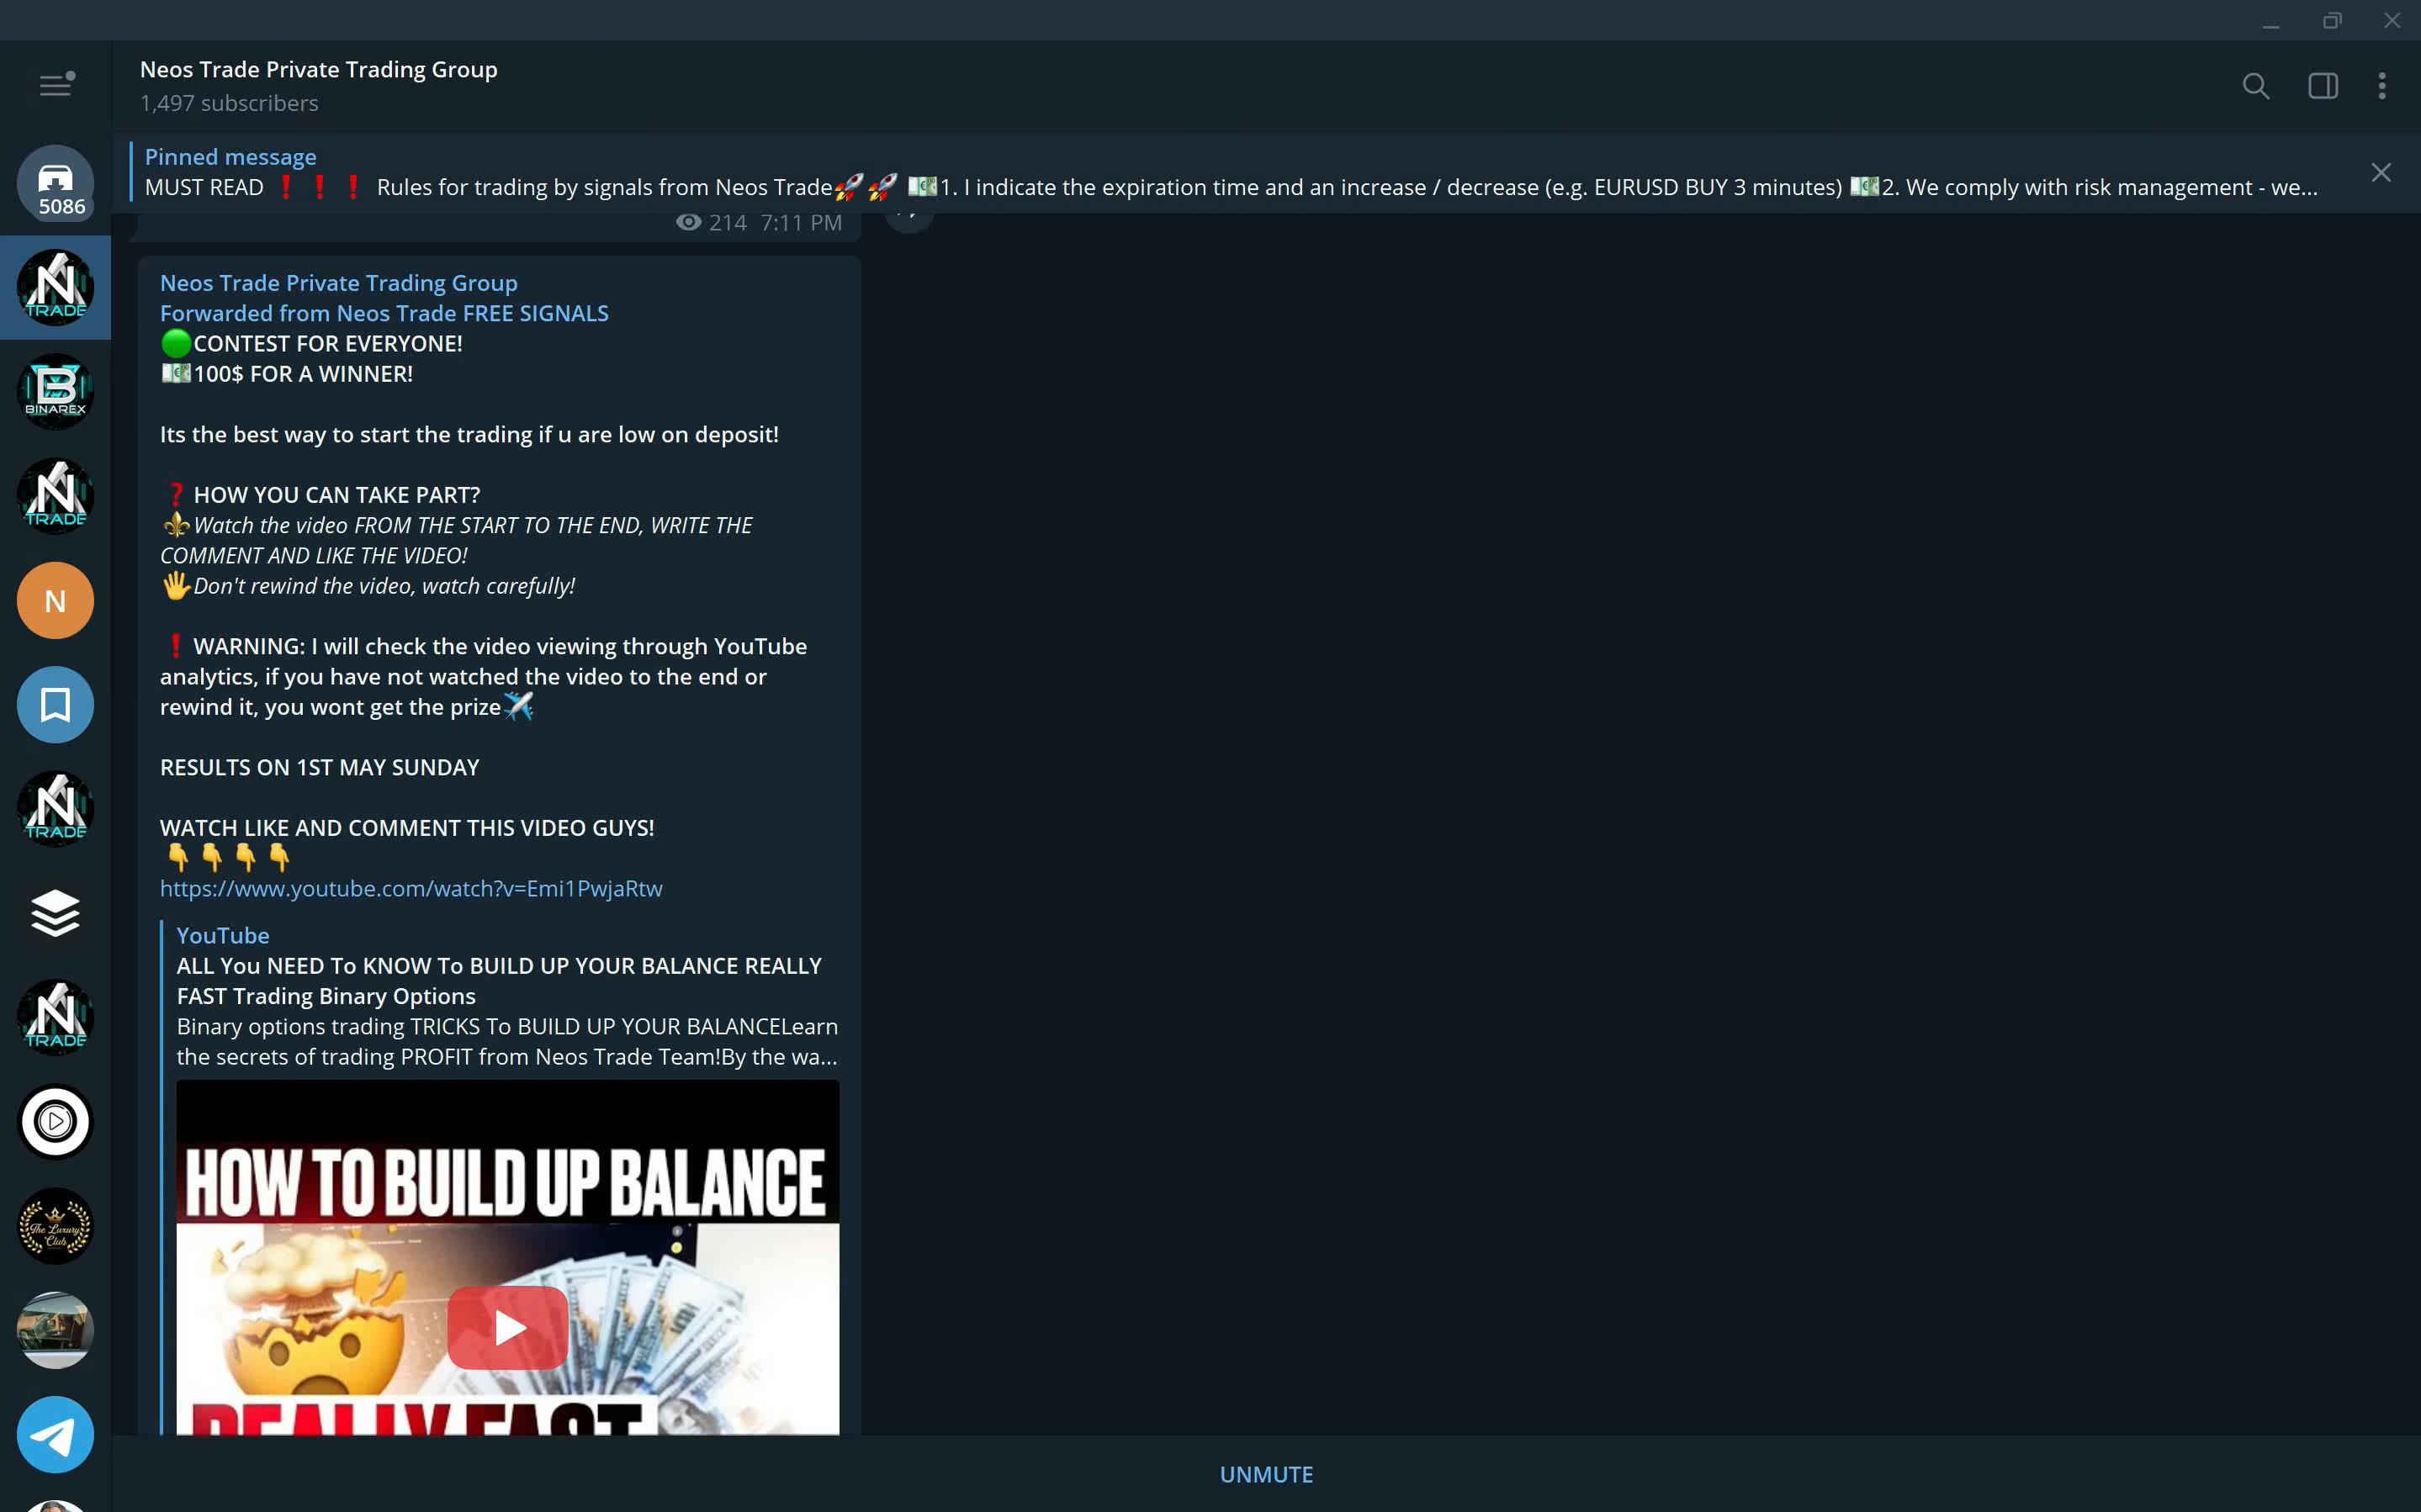 Neos Trade Private Trading Group
1,497 subscribers
Pinned message
MUST READ❗❗❗Rules for trading by signals from Neos Trade🚀🚀 💶1. I indicate the expiration time and an increase / decrease (e.g. EURUSD BUY 3 minutes) 💶2. We comply with risk management - we...
5086
214 7:11 PM
TRADE
BINAREX
TRADE
N
TRADE
TRADE
The Luxury
Club
Neos Trade Private Trading Group
Forwarded from Neos Trade FREE SIGNALS
🟢CONTEST FOR EVERYONE!
💶100$ FOR A WINNER!
Its the best way to start the trading if u are low on deposit!
❓HOW YOU CAN TAKE PART?
⚜️Watch the video FROM THE START TO THE END, WRITE THE
COMMENT AND LIKE THE VIDEO!
🖐Don't rewind the video, watch carefully!
❗WARNING: I will check the video viewing through YouTube
analytics, if you have not watched the video to the end or
rewind it, you wont get the prize✈️
RESULTS ON 1ST MAY SUNDAY
WATCH LIKE AND COMMENT THIS VIDEO GUYS!
👇👇👇👇
https://www.youtube.com/watch?v=Emi1PwjaRtw
YouTube
ALL You NEED To KNOW To BUILD UP YOUR BALANCE REALLY
FAST Trading Binary Options
Binary options trading TRICKS To BUILD UP YOUR BALANCELearn
the secrets of trading PROFIT from Neos Trade Team!By the wa...
HOW TO BUILD UP BALANCE
REALLY FAST
UNMUTE